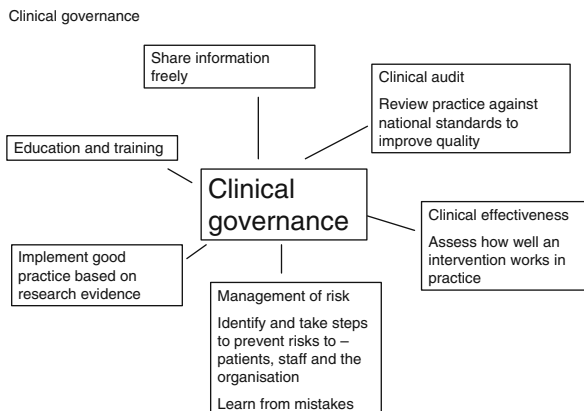 Clinical governance
Share information
freely
Clinical audit
Review practice against
national standards to
improve quality
Education and training
Clinical
governance
Clinical effectiveness
Assess how well an
intervention works in
practice
Implement good
practice based on
research evidence
Management of risk
Identify and take steps
to prevent risks to –
patients, staff and the
organisation
Learn from mistakes